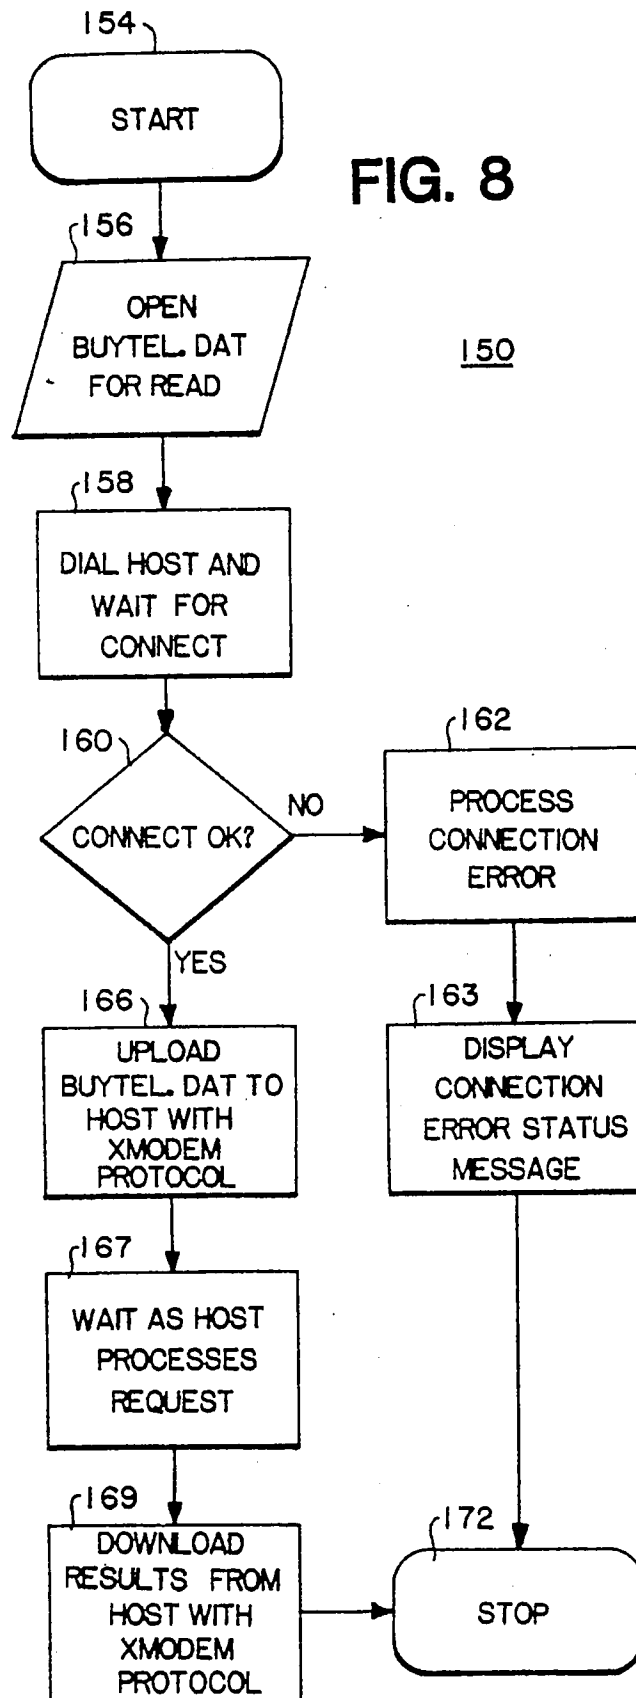 154
START
FIG. 8
156
OPEN
BUYTEL.DAT
FOR READ
150
158
DIAL HOST AND
WAIT FOR
CONNECT
160
CONNECT OK?
NO
YES
162
PROCESS
CONNECTION
ERROR
163
DISPLAY
CONNECTION
ERROR STATUS
MESSAGE
166
UPLOAD
BUYTEL.DAT TO
HOST WITH
XMODEM
PROTOCOL
167
WAIT AS HOST
PROCESSES
REQUEST
169
DOWNLOAD
RESULTS FROM
HOST WITH
XMODEM
PROTOCOL
172
STOP